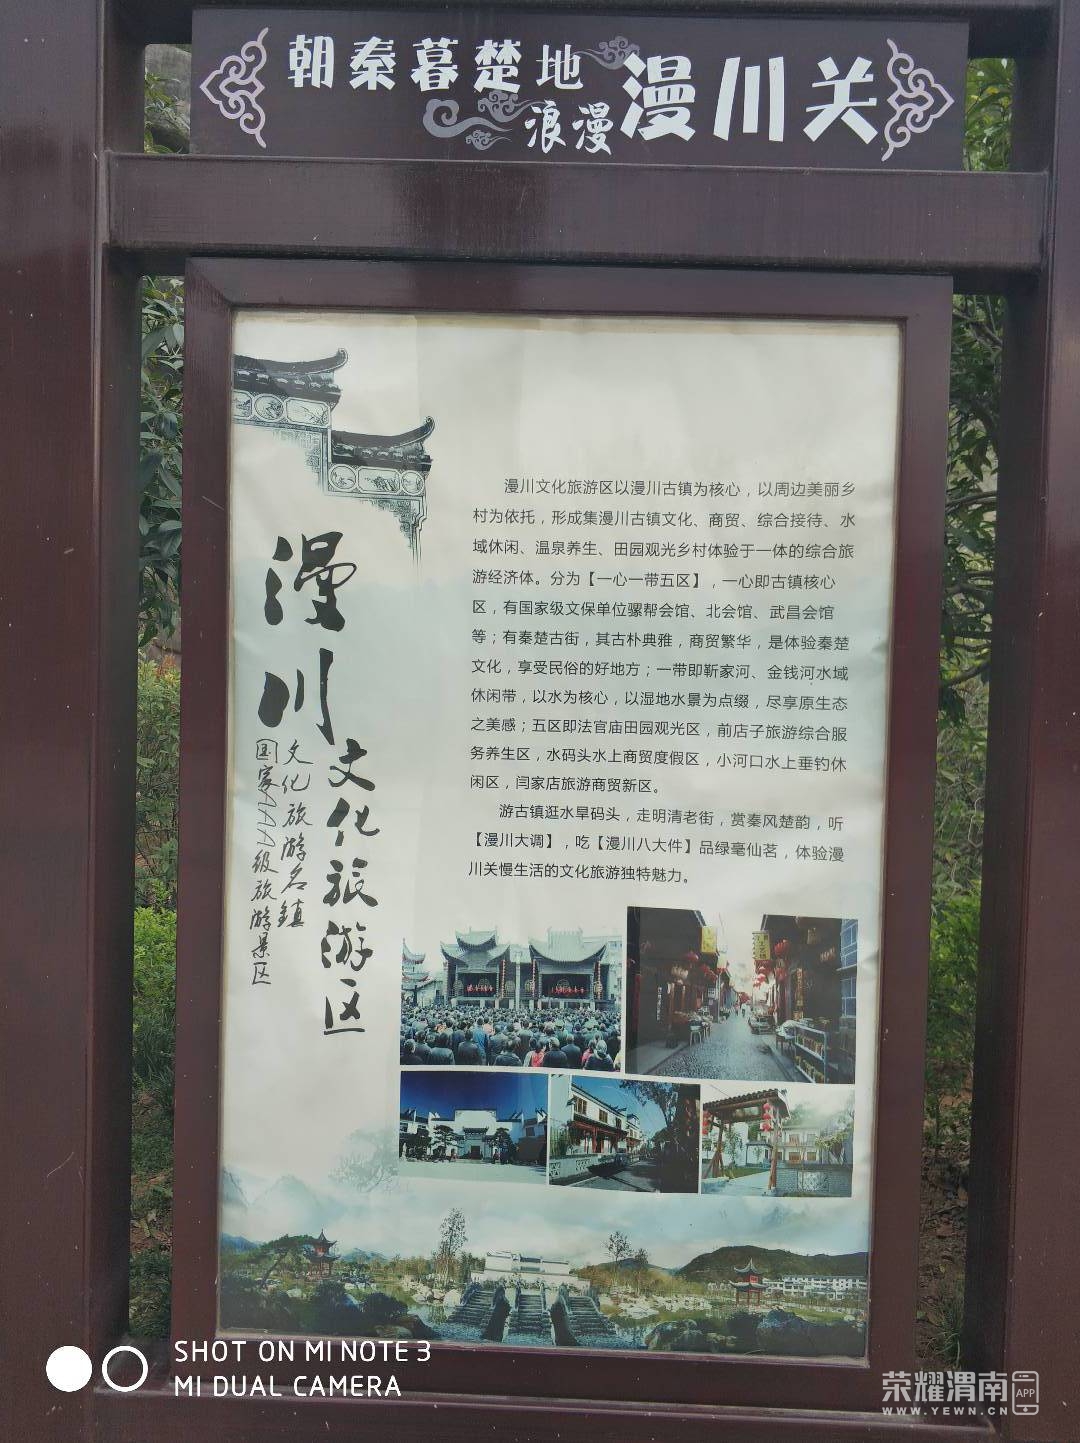 朝秦暮楚地
浪漫漫川关
漫川文化旅游区
文化旅游名鎮
国家AAAA级旅游景区
漫川文化旅游区以漫川古镇为核心，以周边美丽乡
村为依托，形成集漫川古镇文化、商贸、综合接待、水
域休闲、温泉养生、田园观光乡村体验于一体的综合旅
游经济体。分为【一心一带五区】，一心即古镇核心
区，有国家级文保单位骡帮会馆、北会馆、武昌会馆
等；有秦楚古街，其古朴典雅，商贸繁华，是体验秦楚
文化，享受民俗的好地方；一带即靳家河、金钱河水域
休闲带，以水为核心，以湿地水景为点缀，尽享原生态
之美感；五区即法官庙田园观光区，前店子旅游综合服
务养生区，水码头水上商贸度假区，小河口水上垂钓休
闲区，闫家店旅游商贸新区。
游古镇逛水旱码头，走明清老街，赏秦风楚韵，听
【漫川大调】，吃【漫川八大件】品绿毫仙茗，体验漫
川关慢生活的文化旅游独特魅力。
SHOT ON MI NOTE 3
MI DUAL CAMERA
荣耀渭南 APP
WWW.YEWN.CN